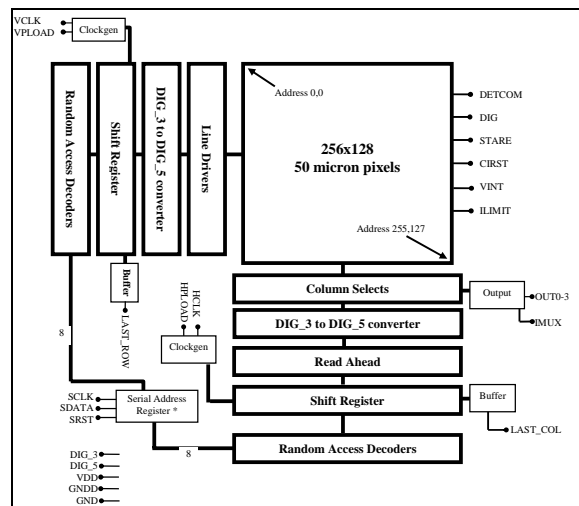 VCLK
VPLOAD
Clockgen
Random Access Decoders
Shift Register
DIG_3 to
DIG_5 converter
Line Drivers
Address 0,0
256x128
50 micron pixels
Address 255,127
DETCOM
DIG
STARE
CIRST
VINT
ILIMIT
Buffer
LAST_ROW
8
HPLOAD
HCLK
Clockgen
Column Selects
DIG_3 to DIG_5 converter
Read Ahead
Shift Register
Random Access Decoders
Output
OUT0-3
IMUX
Buffer
LAST_COL
SCLK
SDATA
SRST
Serial Address
Register *
8
DIG_3
DIG_5
VDD
GNDD
GND